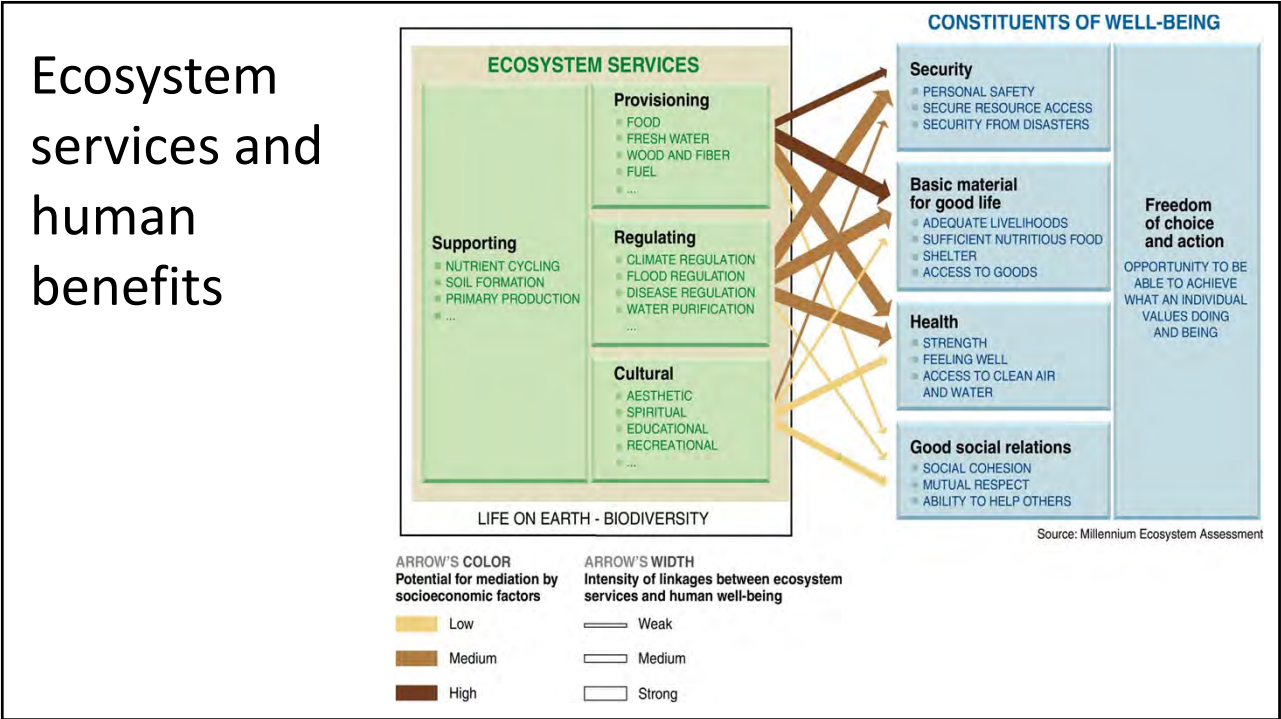 Ecosystem
services and
human
benefits
ECOSYSTEM SERVICES
Supporting
NUTRIENT CYCLING
SOIL FORMATION
PRIMARY PRODUCTION
...
Provisioning
FOOD
FRESH WATER
WOOD AND FIBER
FUEL
...
Regulating
CLIMATE REGULATION
FLOOD REGULATION
DISEASE REGULATION
WATER PURIFICATION
...
Cultural
AESTHETIC
SPIRITUAL
EDUCATIONAL
RECREATIONAL
...
LIFE ON EARTH - BIODIVERSITY
CONSTITUENTS OF WELL-BEING
Security
PERSONAL SAFETY
SECURE RESOURCE ACCESS
SECURITY FROM DISASTERS
Basic material
for good life
ADEQUATE LIVELIHOODS
SUFFICIENT NUTRITIOUS FOOD
SHELTER
ACCESS TO GOODS
Health
STRENGTH
FEELING WELL
ACCESS TO CLEAN AIR
AND WATER
Good social relations
SOCIAL COHESION
MUTUAL RESPECT
ABILITY TO HELP OTHERS
Freedom
of choice
and action
OPPORTUNITY TO BE
ABLE TO ACHIEVE
WHAT AN INDIVIDUAL
VALUES DOING
AND BEING
Source: Millennium Ecosystem Assessment
ARROW'S COLOR
Potential for mediation by
socioeconomic factors
Low
Medium
High
ARROW'S WIDTH
Intensity of linkages between ecosystem
services and human well-being
Weak
Medium
Strong